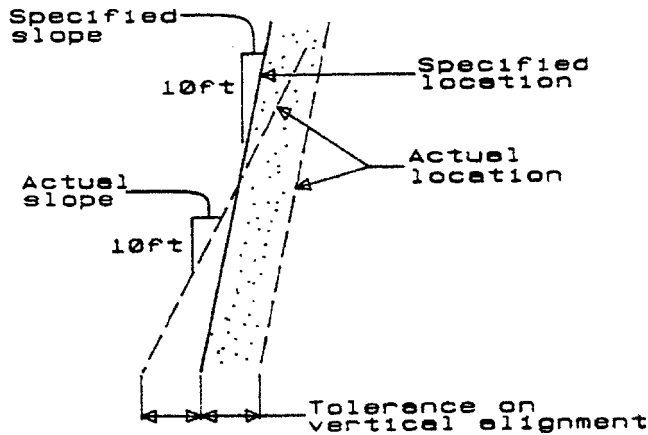 Specified
slope
10ft
Specified
location
Actual
location
Actual
slope
10ft
Tolerance on
vertical alignment